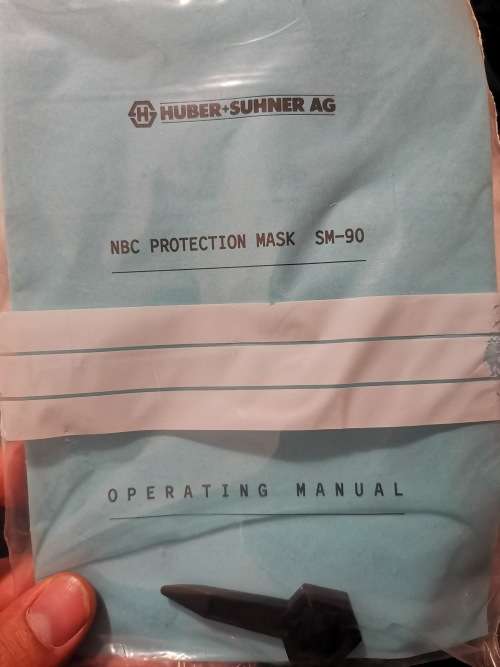 H HUBER+SUHNER AG
NBC PROTECTION MASK SM-90
OPERATING MANUAL